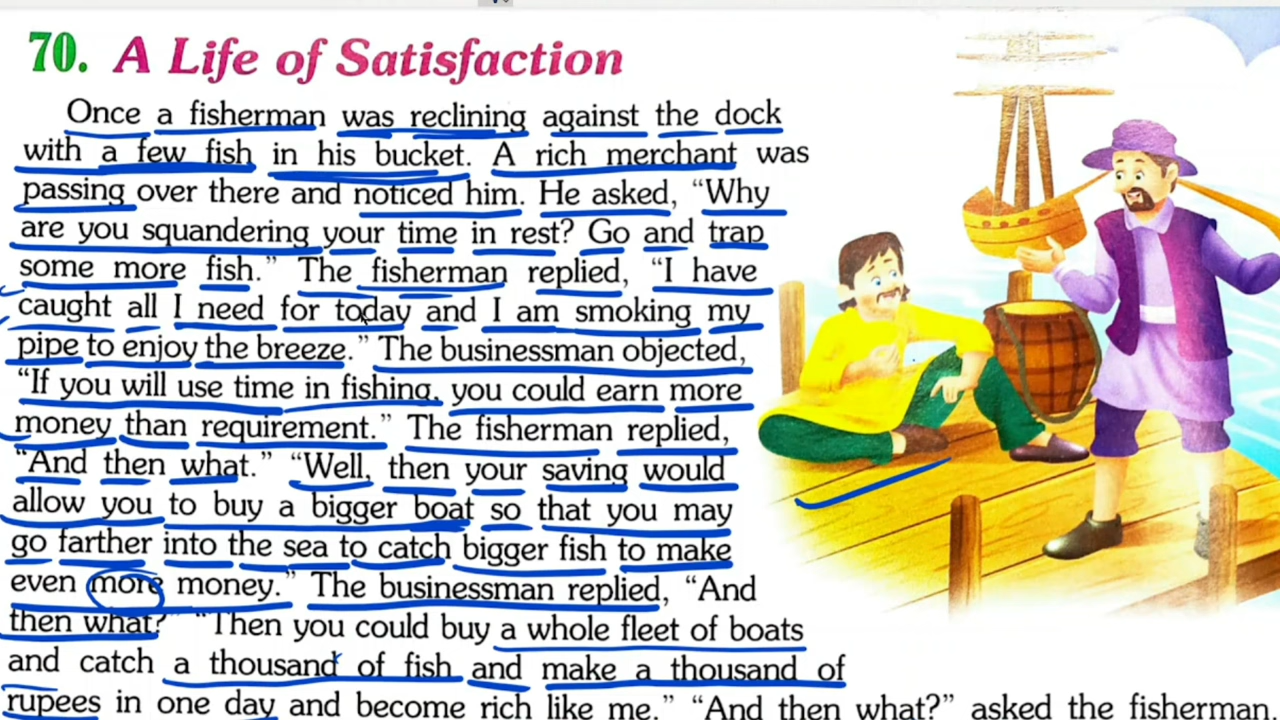 70. A Life of Satisfaction
Once a fisherman was reclining against the dock
with a few fish in his bucket. A rich merchant was
passing over there and noticed him. He asked, “Why
are you squandering your time in rest? Go and trap
some more fish.” The fisherman replied, “I have
caught all I need for today and I am smoking my
pipe to enjoy the breeze.” The businessman objected,
“If you will use time in fishing, you could earn more
money than requirement.” The fisherman replied,
“And then what.” “Well, then your saving would
allow you to buy a bigger boat so that you may
go farther into the sea to catch bigger fish to make
even more money.” The businessman replied, “And
then what?” “Then you could buy a whole fleet of boats
and catch a thousand of fish and make a thousand of
rupees in one day and become rich like me.” “And then what?” asked the fisherman.